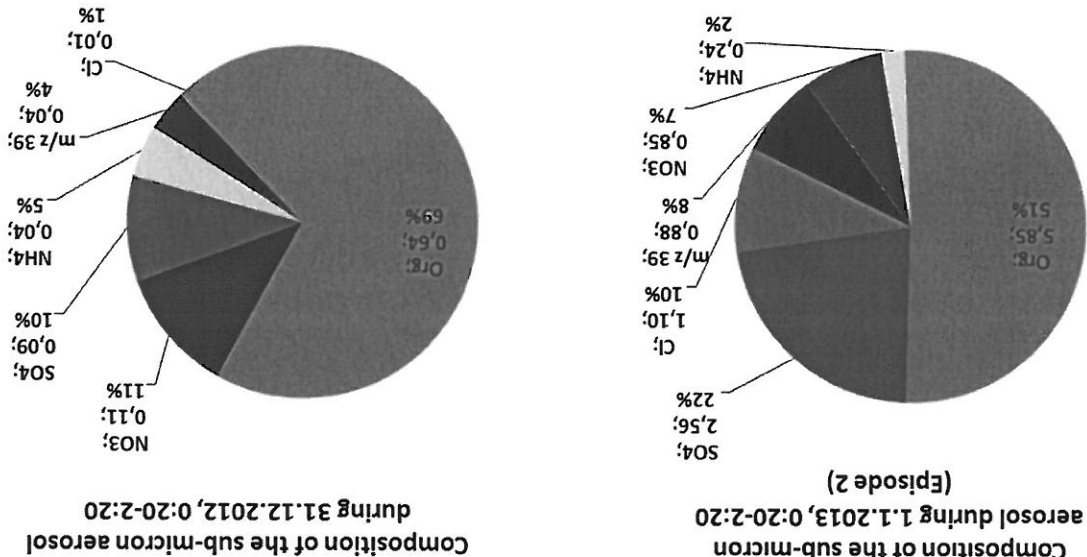 Composition of the sub-micron aerosol
during 31.12.2012, 0:20-2:20
NO3;
0,11;
11%
SO4;
0,09;
10%
NH4;
0,04;
5%
m/z 39;
0,04;
4%
Cl;
0,01;
1%
Org;
0,64;
69%
Composition of the sub-micron
aerosol during 1.1.2013, 0:20-2:20
(Episode 2)
SO4;
2,56;
22%
Cl;
1,10;
10%
m/z 39;
0,88;
8%
NO3;
0,85;
7%
NH4;
0,24;
2%
Org;
5,85;
51%